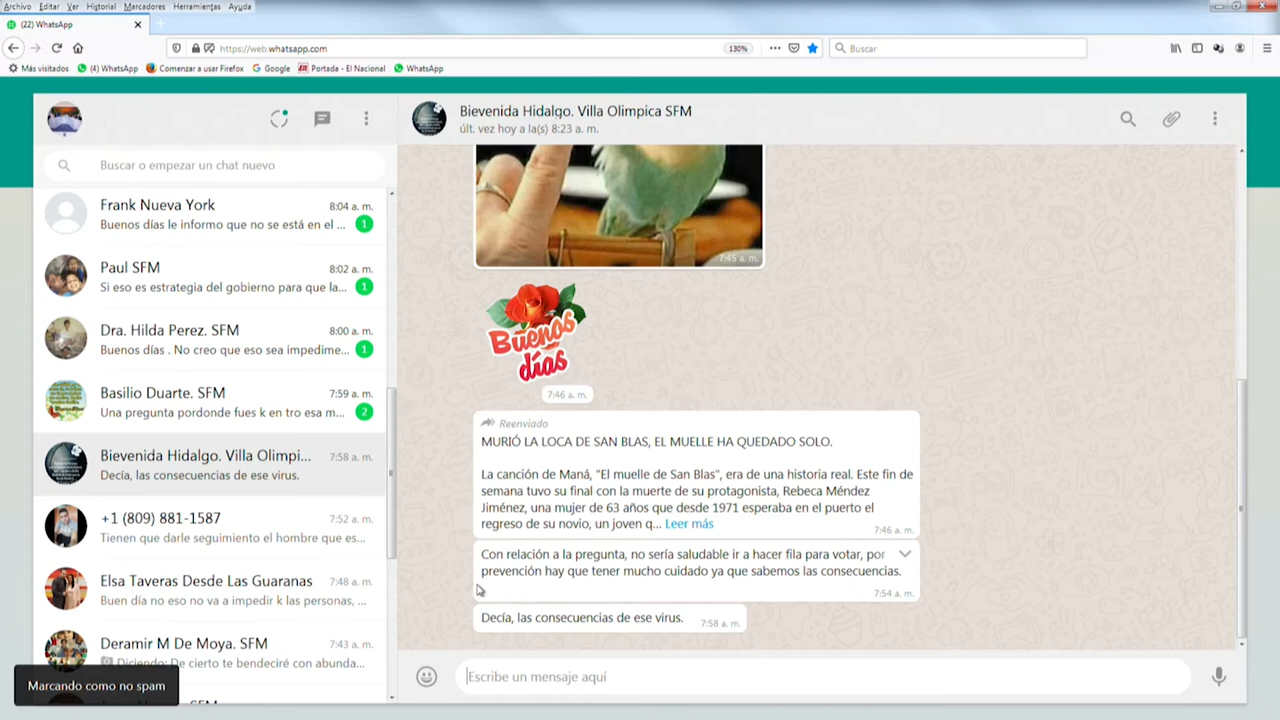 Archivo Editar Ver Historial Marcadores Herramientas Ayuda
(22) WhatsApp
https://web.whatsapp.com
130%
Buscar
Más visitados (4) WhatsApp Comenzar a usar Firefox Google Portada - El Nacional WhatsApp
Buscar o empezar un chat nuevo
Frank Nueva York 8:04 a. m.
Buenos días le informo que no se está en el ... 1
Paul SFM 8:02 a. m.
Si eso es estrategia del gobierno para que la... 1
Dra. Hilda Perez. SFM 8:00 a. m.
Buenos días . No creo que eso sea impedime... 1
Basilio Duarte. SFM 7:59 a. m.
Una pregunta pordonde fues k en tro esa m... 2
Bievenida Hidalgo. Villa Olimpi... 7:58 a. m.
Decía, las consecuencias de ese virus.
+1 (809) 881-1587 7:52 a. m.
Tienen que darle seguimiento el hombre que es...
Elsa Taveras Desde Las Guaranas 7:48 a. m.
Buen día no eso no va a impedir k las personas, ...
Deramir M De Moya. SFM 7:43 a. m.
Diciendo: De cierto te bendeciré con abunda...
Marcando como no spam
Bievenida Hidalgo. Villa Olimpica SFM
últ. vez hoy a la(s) 8:23 a. m.
7:45 a. m.
Buenos
días
7:46 a. m.
Reenviado
MURIÓ LA LOCA DE SAN BLAS, EL MUELLE HA QUEDADO SOLO.
La canción de Maná, "El muelle de San Blas", era de una historia real. Este fin de
semana tuvo su final con la muerte de su protagonista, Rebeca Méndez
Jiménez, una mujer de 63 años que desde 1971 esperaba en el puerto el
regreso de su novio, un joven q... Leer más
7:46 a. m.
Con relación a la pregunta, no sería saludable ir a hacer fila para votar, por
prevención hay que tener mucho cuidado ya que sabemos las consecuencias.
7:54 a. m.
Decía, las consecuencias de ese virus. 7:58 a. m.
Escribe un mensaje aquí